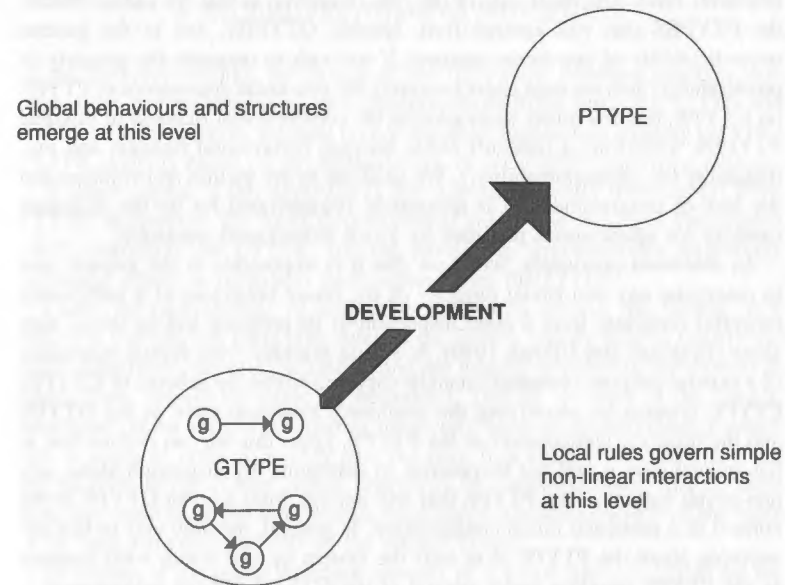 Global behaviours and structures
emerge at this level
PTYPE
DEVELOPMENT
g g
GTYPE
g g
g
Local rules govern simple
non-linear interactions
at this level